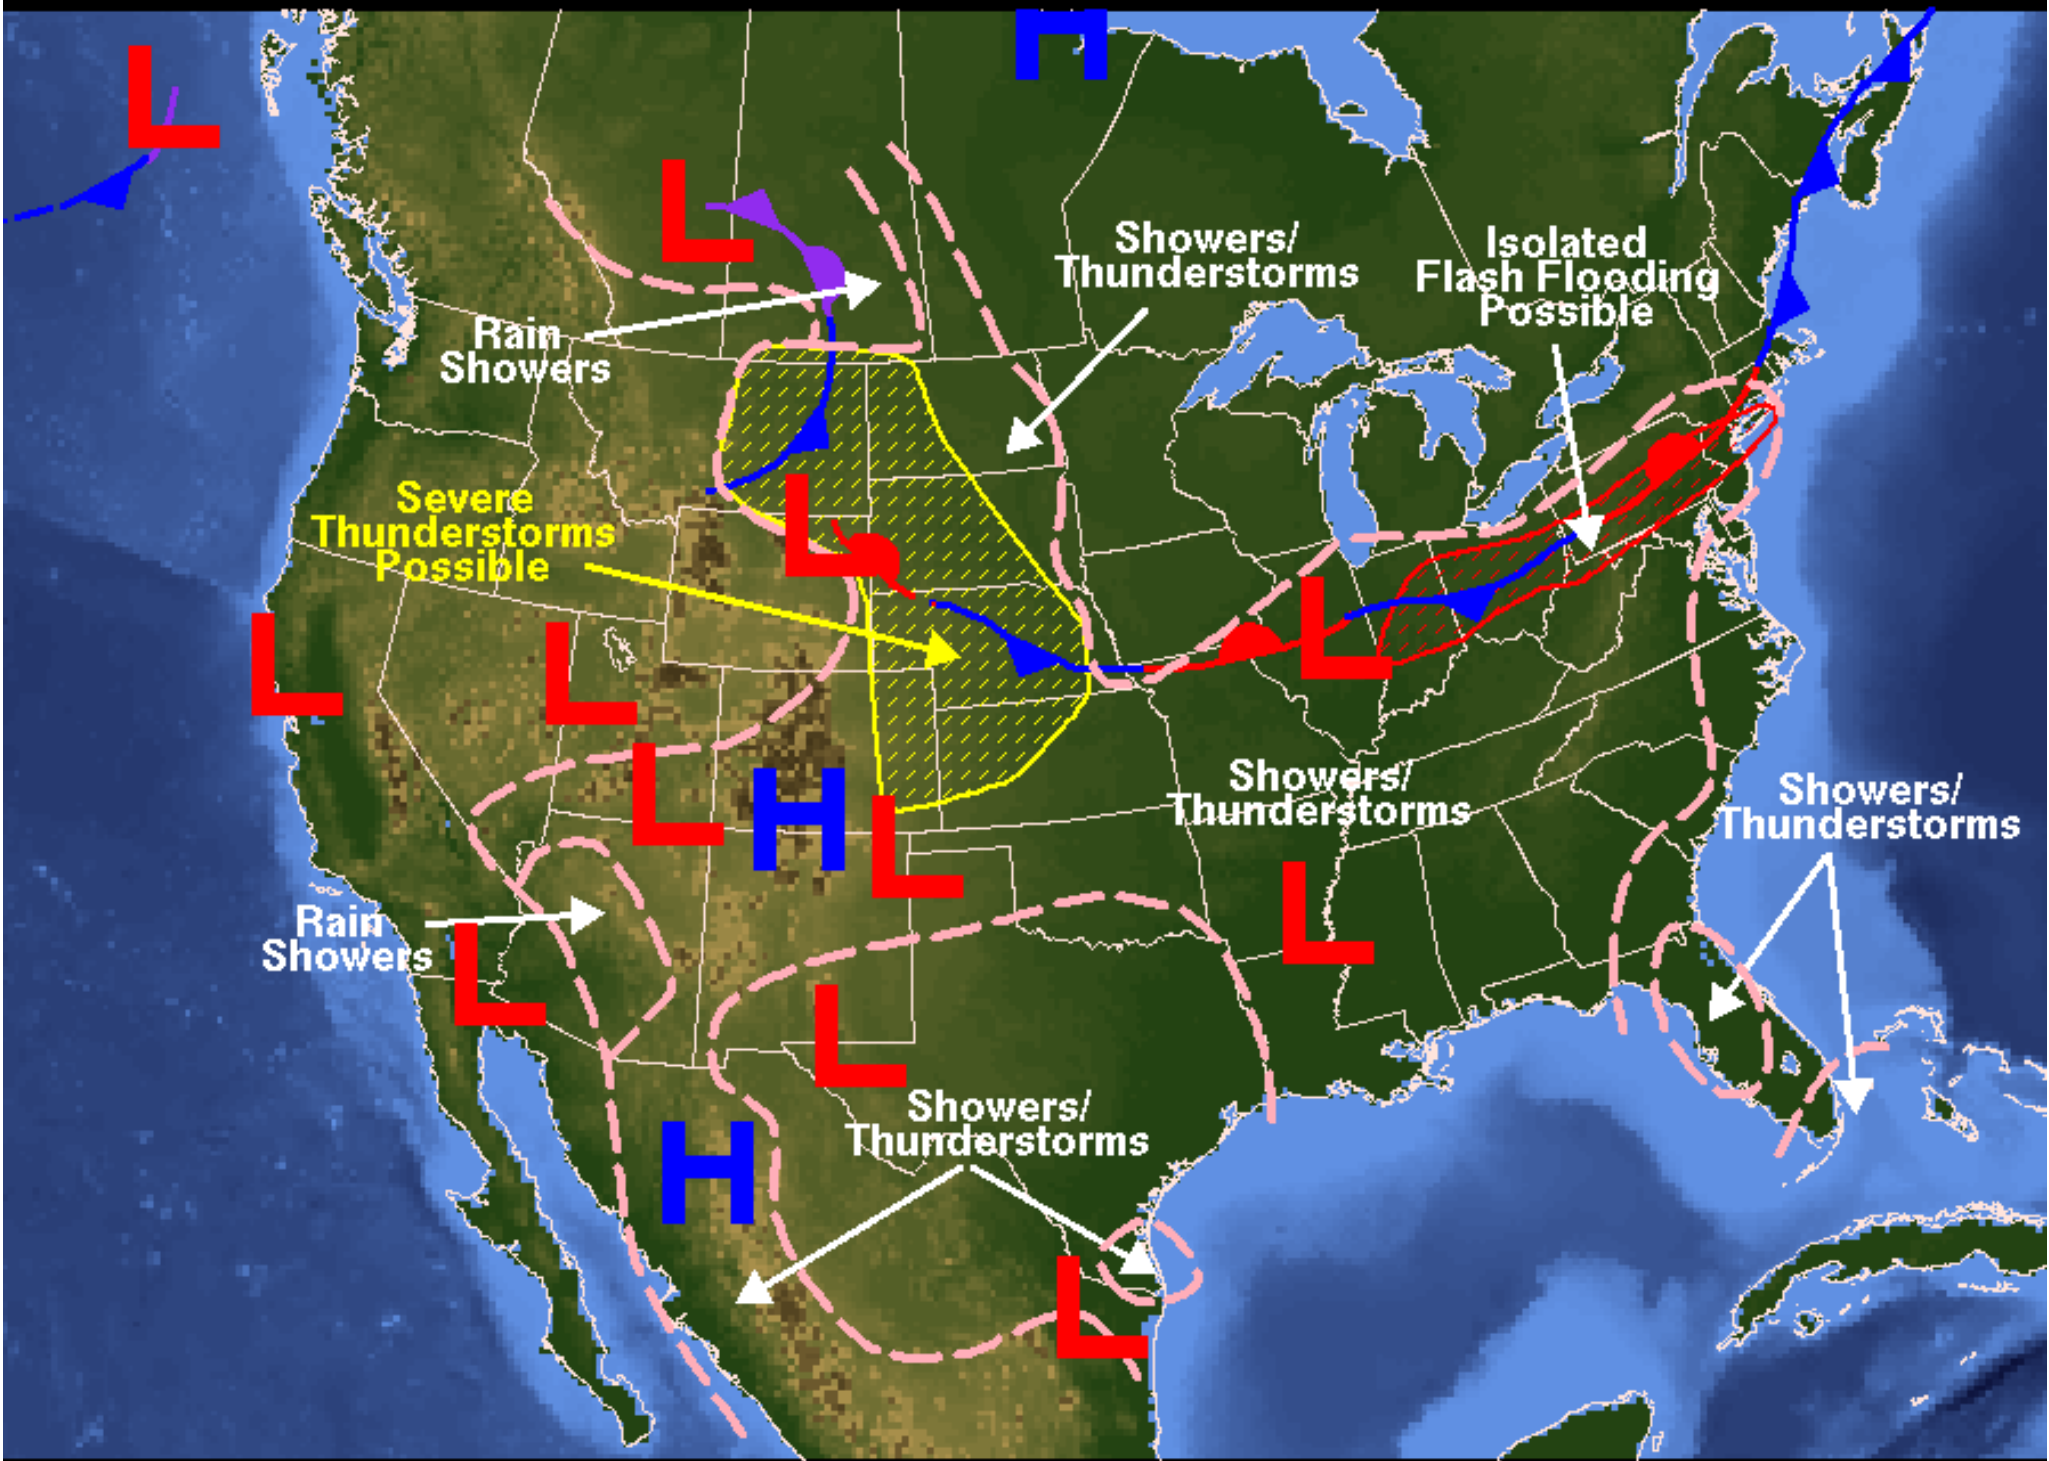 H
L
L
Showers/
Thunderstorms
Isolated
Flash Flooding
Possible
Rain
Showers
Severe
Thunderstorms
Possible
L
L
L
L
L
H
L
Showers/
Thunderstorms
Showers/
Thunderstorms
L
L
Rain
Showers
L
L
Showers/
Thunderstorms
H
L